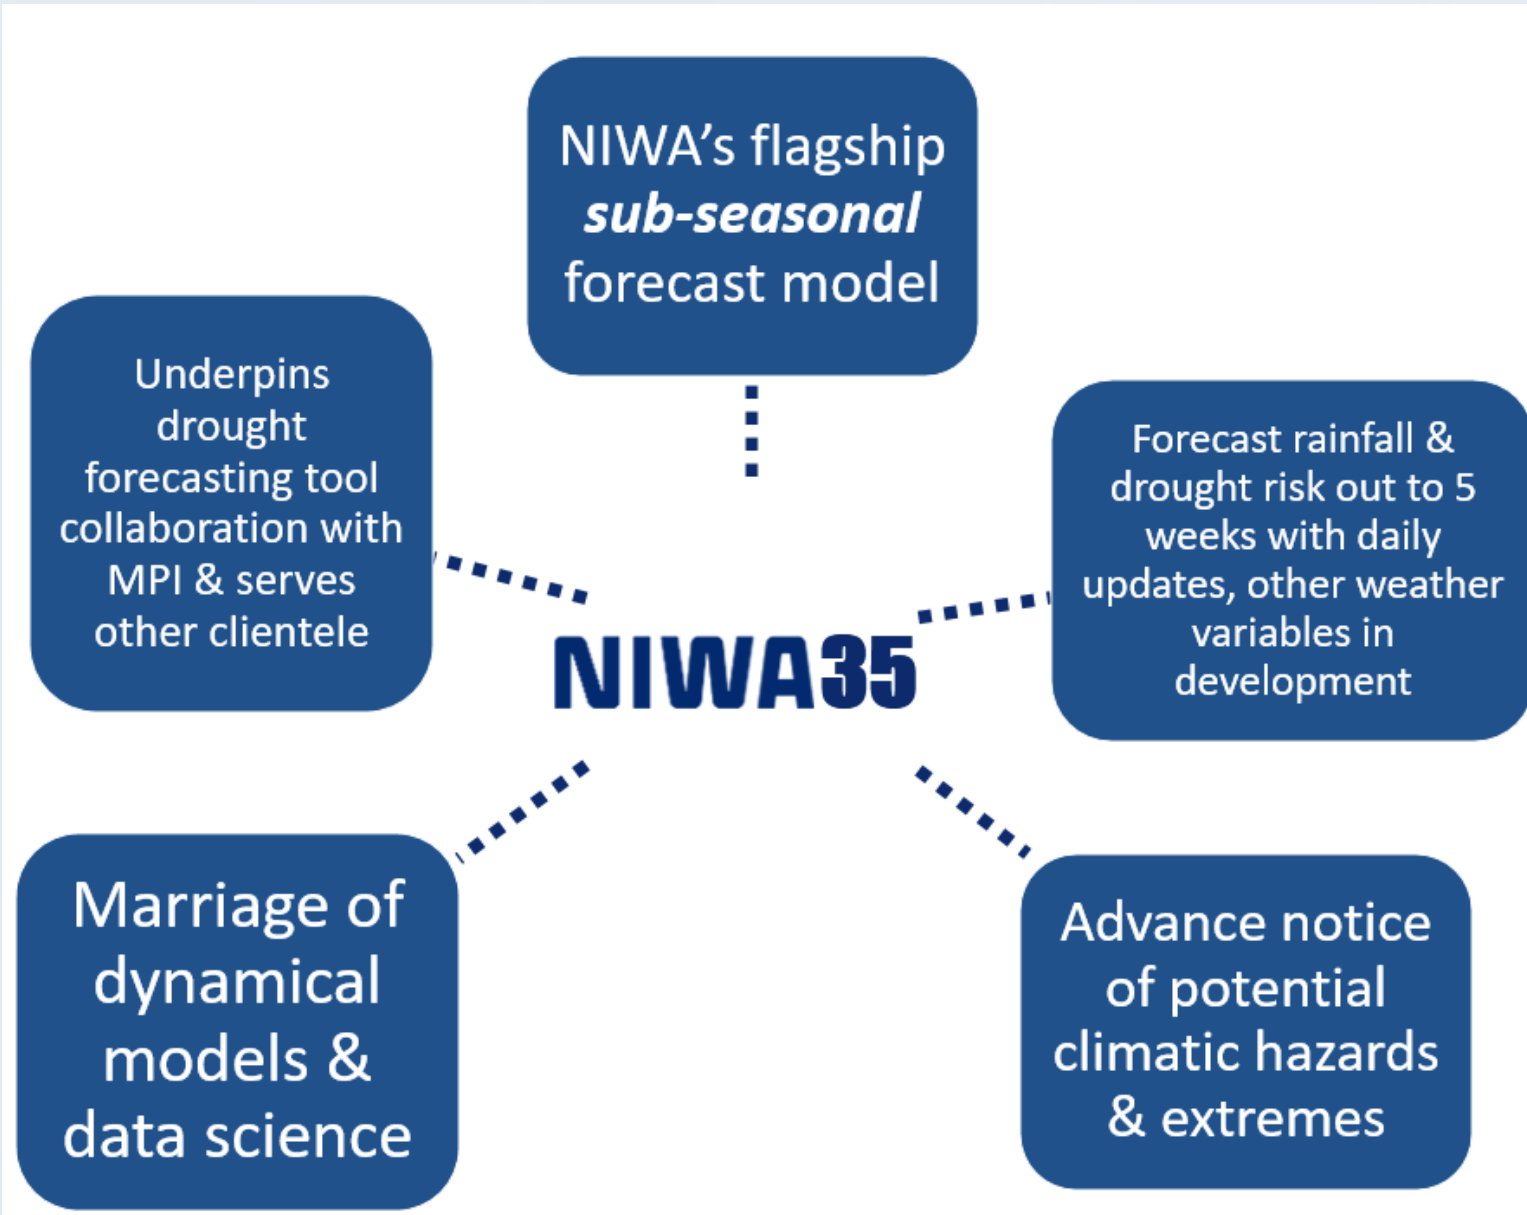 NIWA’s flagship
sub-seasonal
forecast model
Underpins
drought
forecasting tool
collaboration with
MPI & serves
other clientele
Forecast rainfall &
drought risk out to 5
weeks with daily
updates, other weather
variables in
development
NIWA35
Marriage of
dynamical
models &
data science
Advance notice
of potential
climatic hazards
& extremes